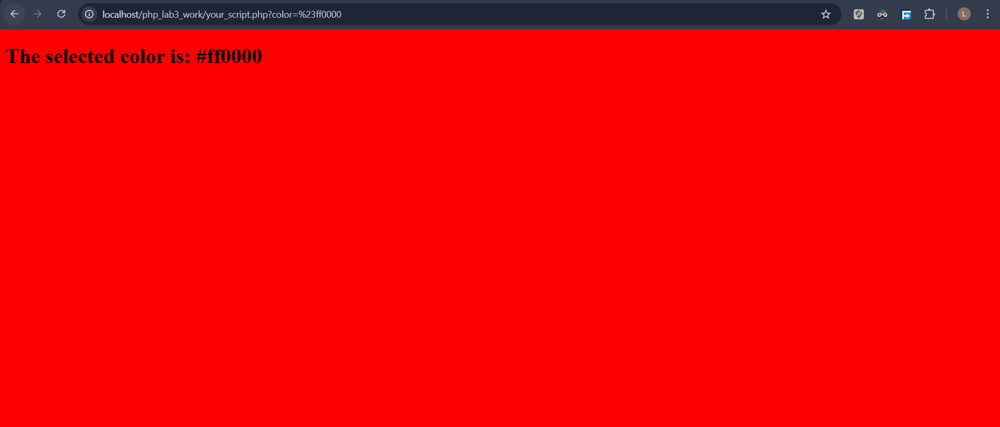 localhost/php_lab3_work/your_script.php?color=%23ff0000
L
The selected color is: #ff0000